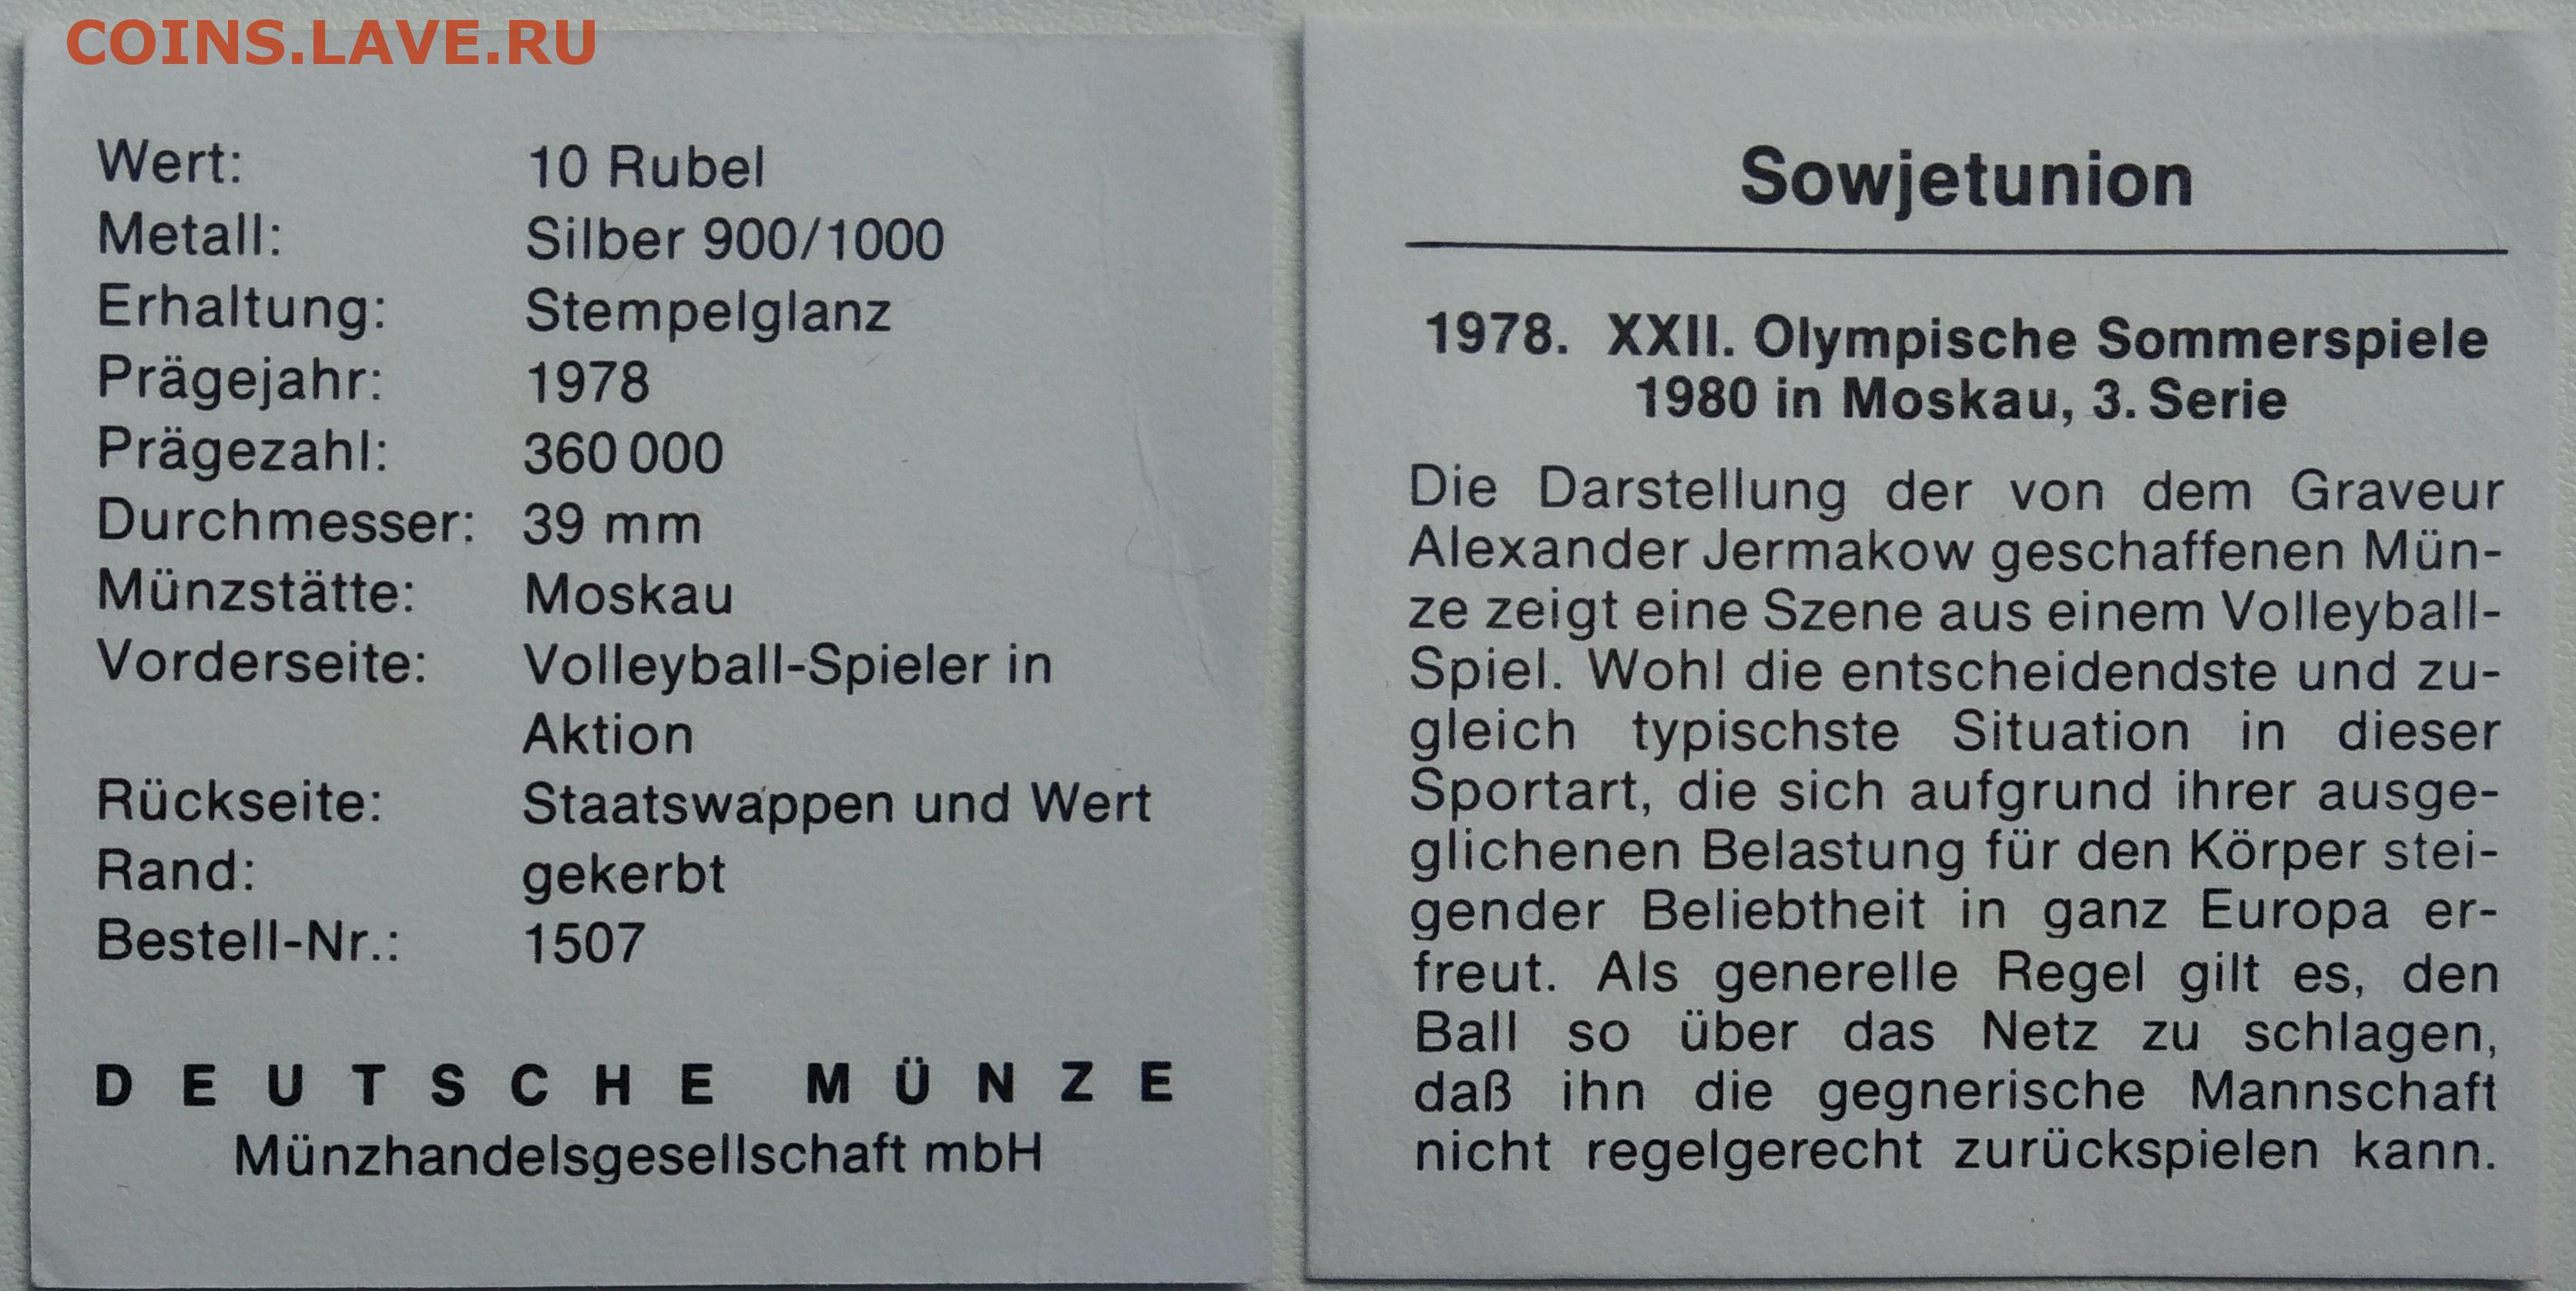 COINS.LAVE.RU
Wert: 10 Rubel
Metall: Silber 900/1000
Erhaltung: Stempelglanz
Prägejahr: 1978
Prägezahl: 360 000
Durchmesser: 39 mm
Münzstätte: Moskau
Vorderseite: Volleyball-Spieler in
Aktion
Rückseite: Staatswappen und Wert
Rand: gekerbt
Bestell-Nr.: 1507
DEUTSCHE MÜNZE
Münzhandelsgesellschaft mbH
Sowjetunion
1978. XXII. Olympische Sommerspiele
1980 in Moskau, 3. Serie
Die Darstellung der von dem Graveur
Alexander Jermakow geschaffenen Mün-
ze zeigt eine Szene aus einem Volleyball-
Spiel. Wohl die entscheidendste und zu-
gleich typischste Situation in dieser
Sportart, die sich aufgrund ihrer ausge-
glichenen Belastung für den Körper stei-
gender Beliebtheit in ganz Europa er-
freut. Als generelle Regel gilt es, den
Ball so über das Netz zu schlagen,
daß ihn die gegnerische Mannschaft
nicht regelgerecht zurückspielen kann.